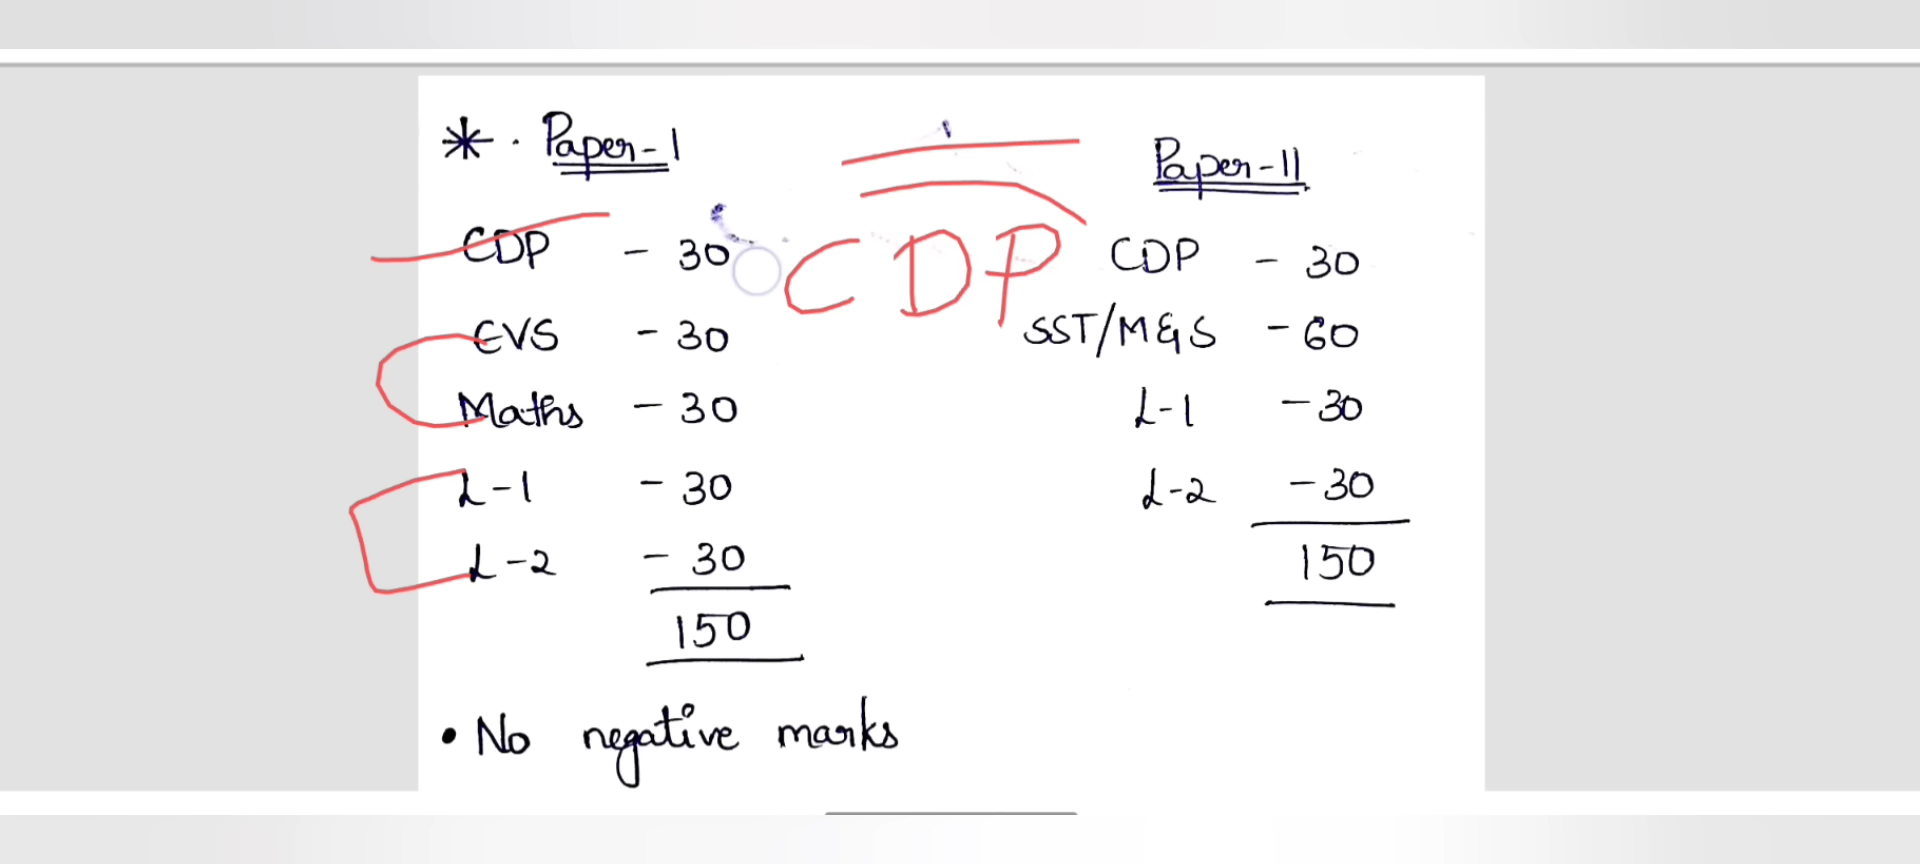 * . Paper-I
CDP - 30
EVS - 30
Maths - 30
L-1 - 30
L-2 - 30
150
• No negative marks
CDP
Paper-II
CDP - 30
SST/M&S - 60
L-1 - 30
L-2 - 30
150